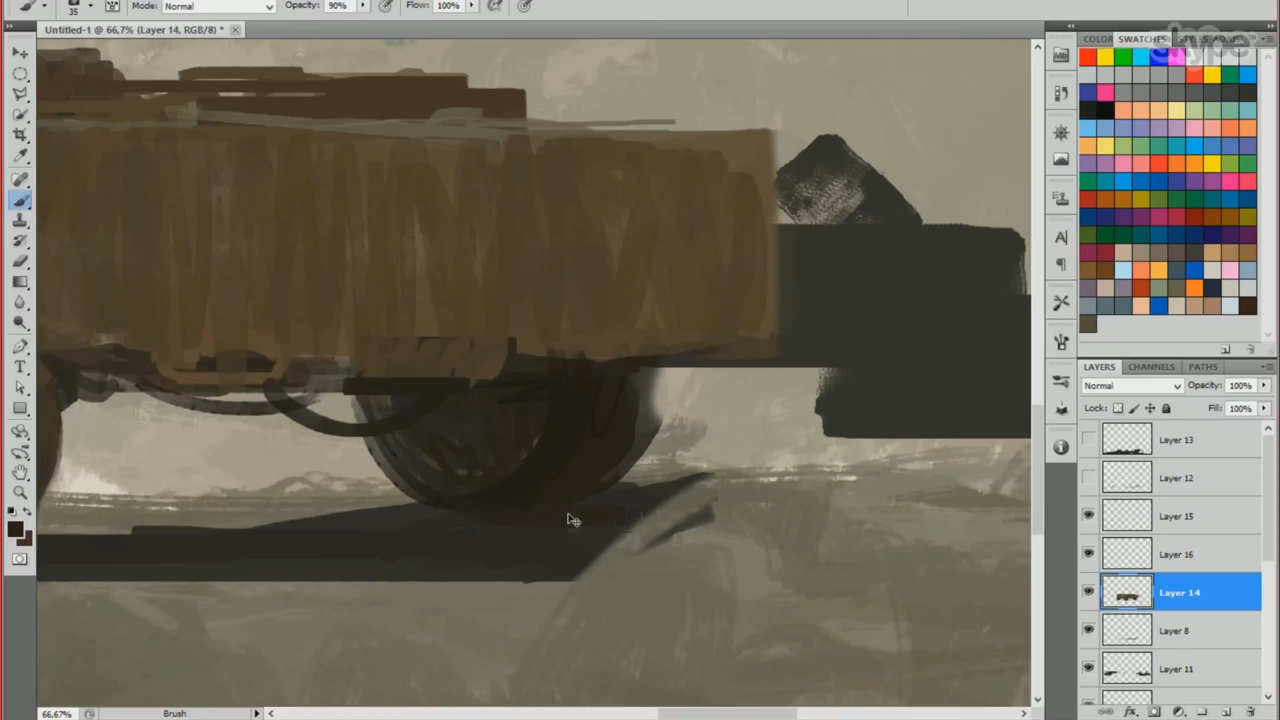 35
Mode: Normal
Opacity: 90%
Flow: 100%
Untitled-1 @ 66,7% (Layer 14, RGB/8) *
COLOR SWATCHES
skype
LAYERS CHANNELS PATHS
Normal Opacity: 100%
Lock: Fill: 100%
Layer 13
Layer 12
Layer 15
Layer 16
Layer 14
Layer 8
Layer 11
66,67% Brush